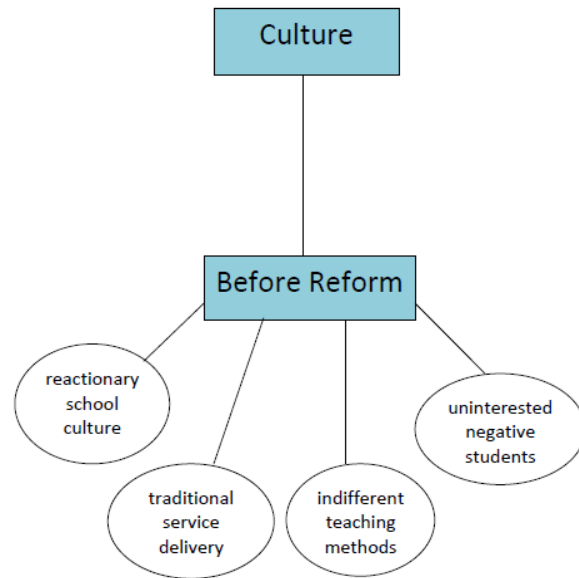 Culture
Before Reform
reactionary
school
culture
uninterested
negative
students
traditional
service
delivery
indifferent
teaching
methods